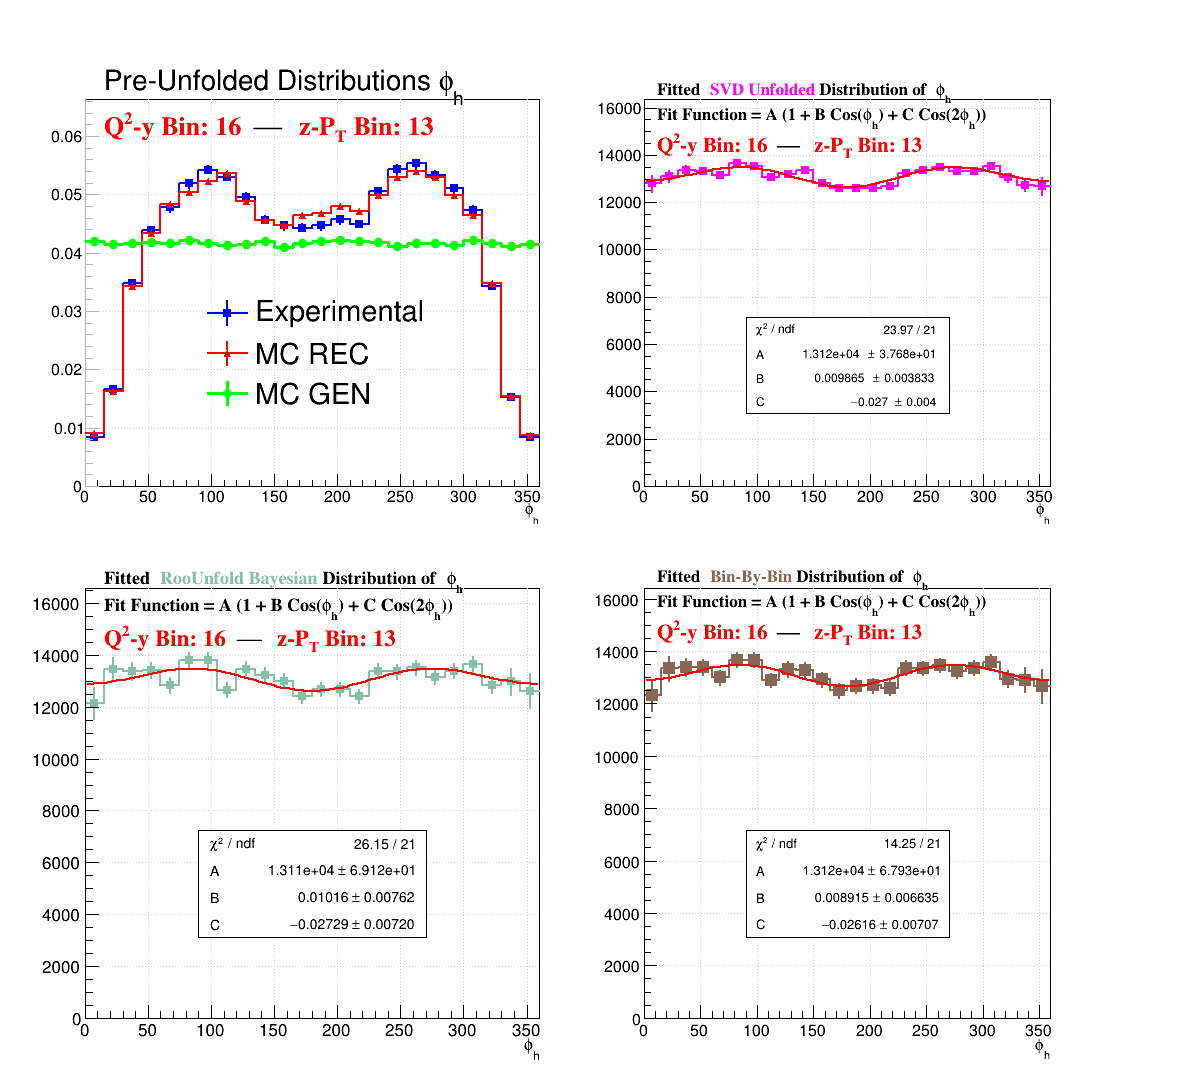 Pre-Unfolded Distributions ϕh
Q²-y Bin: 16 — z-PT Bin: 13
0.06
0.05
0.04
0.03
0.02
0.01
0
Experimental
MC REC
MC GEN
0 50 100 150 200 250 300 350
ϕh
Fitted SVD Unfolded Distribution of ϕh
Fit Function = A (1 + B Cos(ϕh) + C Cos(2ϕh))
Q²-y Bin: 16 — z-PT Bin: 13
16000
14000
12000
10000
8000
6000
4000
2000
0
χ² / ndf 23.97 / 21
A 1.312e+04 ± 3.768e+01
B 0.009865 ± 0.003833
C −0.027 ± 0.004
0 50 100 150 200 250 300 350
ϕh
Fitted RooUnfold Bayesian Distribution of ϕh
Fit Function = A (1 + B Cos(ϕh) + C Cos(2ϕh))
Q²-y Bin: 16 — z-PT Bin: 13
16000
14000
12000
10000
8000
6000
4000
2000
0
χ² / ndf 26.15 / 21
A 1.311e+04 ± 6.912e+01
B 0.01016 ± 0.00762
C −0.02729 ± 0.00720
0 50 100 150 200 250 300 350
ϕh
Fitted Bin-By-Bin Distribution of ϕh
Fit Function = A (1 + B Cos(ϕh) + C Cos(2ϕh))
Q²-y Bin: 16 — z-PT Bin: 13
16000
14000
12000
10000
8000
6000
4000
2000
0
χ² / ndf 14.25 / 21
A 1.312e+04 ± 6.793e+01
B 0.008915 ± 0.006635
C −0.02616 ± 0.00707
0 50 100 150 200 250 300 350
ϕh